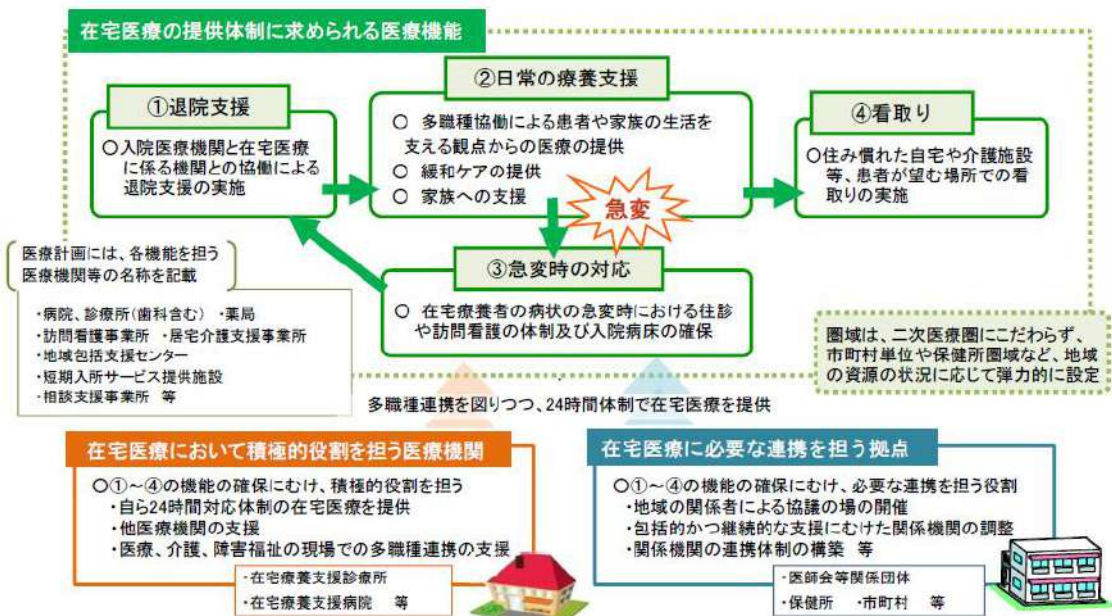 在宅医療の提供体制に求められる医療機能
①退院支援
○入院医療機関と在宅医療
に係る機関との協働による
退院支援の実施
②日常の療養支援
○ 多職種協働による患者や家族の生活を
支える観点からの医療の提供
○ 緩和ケアの提供
○ 家族への支援
急変
④看取り
○住み慣れた自宅や介護施設
等、患者が望む場所での看
取りの実施
③急変時の対応
○ 在宅療養者の病状の急変時における往診
や訪問看護の体制及び入院病床の確保
医療計画には、各機能を担う
医療機関等の名称を記載
・病院、診療所(歯科含む) ・薬局
・訪問看護事業所 ・居宅介護支援事業所
・地域包括支援センター
・短期入所サービス提供施設
・相談支援事業所 等
圏域は、二次医療圏にこだわらず、
市町村単位や保健所圏域など、地域
の資源の状況に応じて弾力的に設定
多職種連携を図りつつ、24時間体制で在宅医療を提供
在宅医療において積極的役割を担う医療機関
○①~④の機能の確保にむけ、積極的役割を担う
・自ら24時間対応体制の在宅医療を提供
・他医療機関の支援
・医療、介護、障害福祉の現場での多職種連携の支援
・在宅療養支援診療所
・在宅療養支援病院 等
在宅医療に必要な連携を担う拠点
○①~④の機能の確保にむけ、必要な連携を担う役割
・地域の関係者による協議の場の開催
・包括的かつ継続的な支援にむけた関係機関の調整
・関係機関の連携体制の構築 等
・医師会等関係団体
・保健所 ・市町村 等